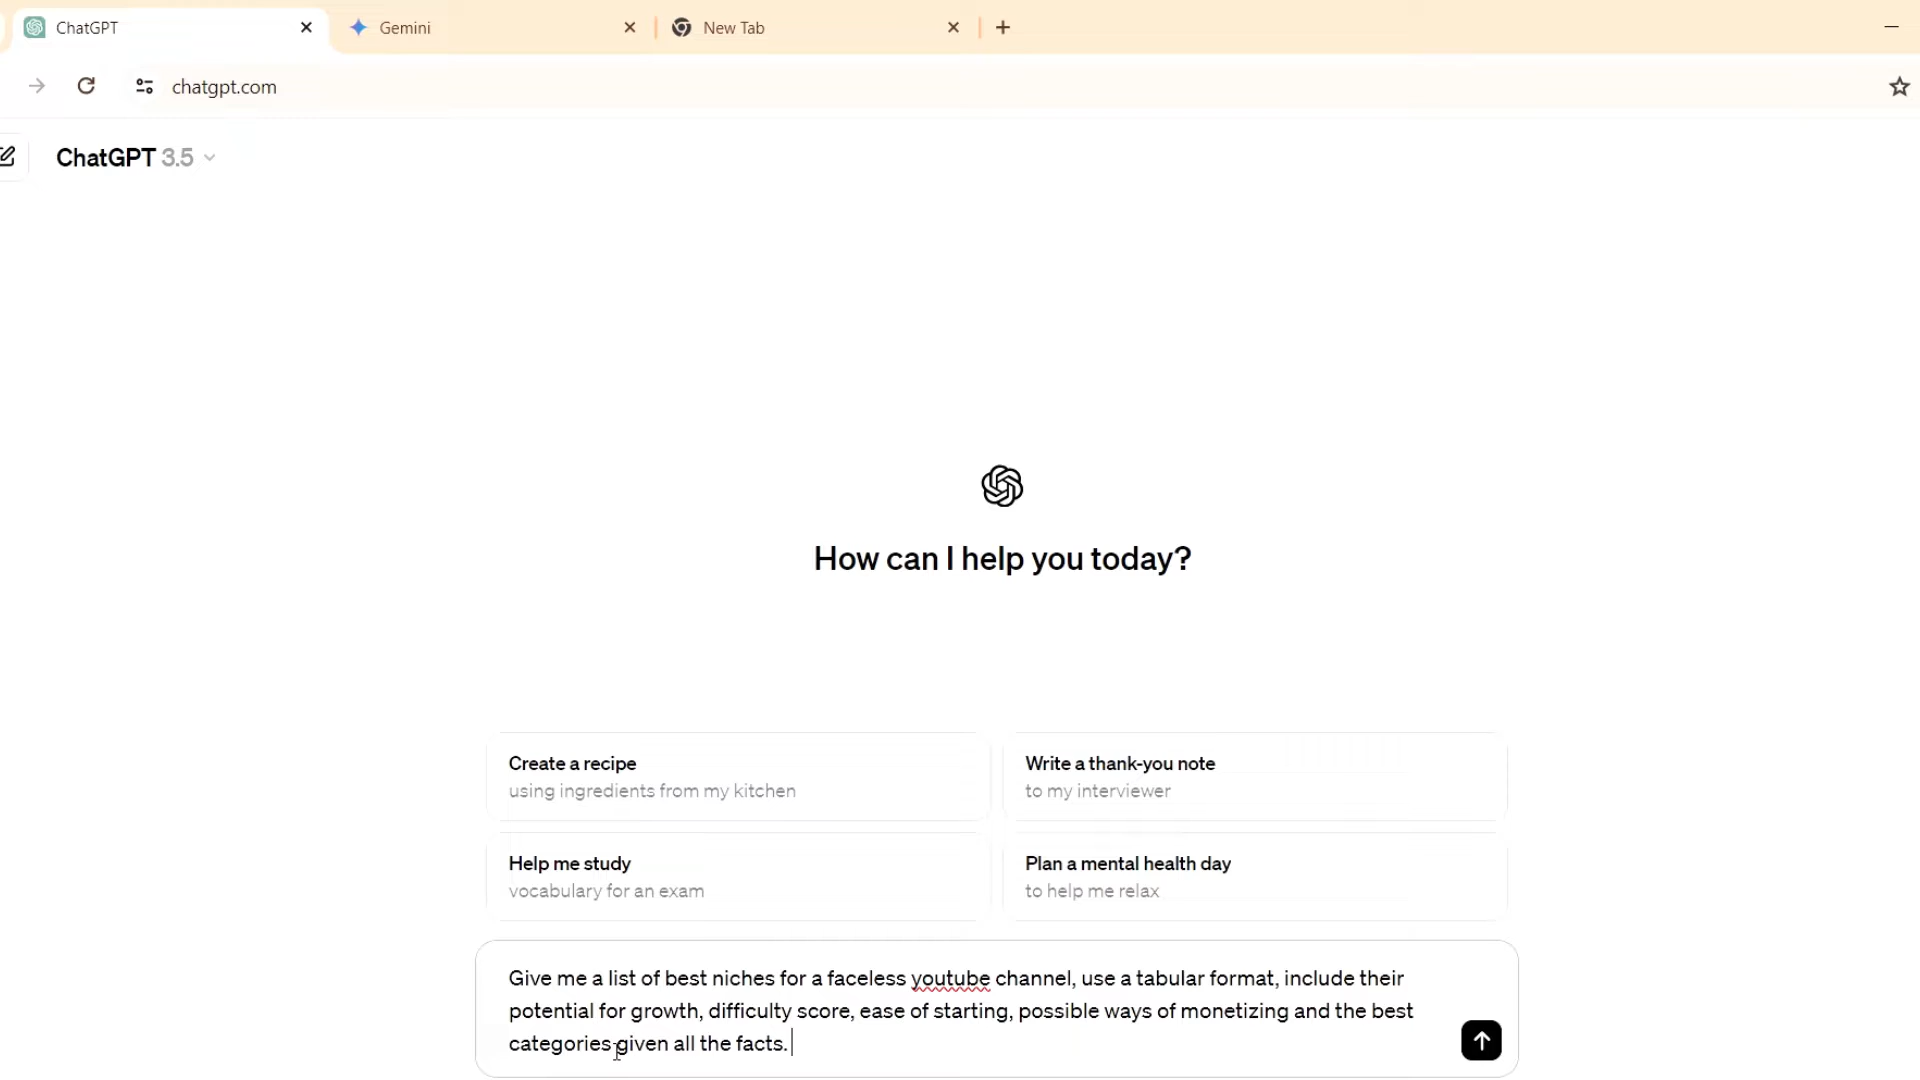 ChatGPT
Gemini
New Tab
chatgpt.com
ChatGPT 3.5
How can I help you today?
Create a recipe
using ingredients from my kitchen
Write a thank-you note
to my interviewer
Help me study
vocabulary for an exam
Plan a mental health day
to help me relax
Give me a list of best niches for a faceless youtube channel, use a tabular format, include their
potential for growth, difficulty score, ease of starting, possible ways of monetizing and the best
categories given all the facts.